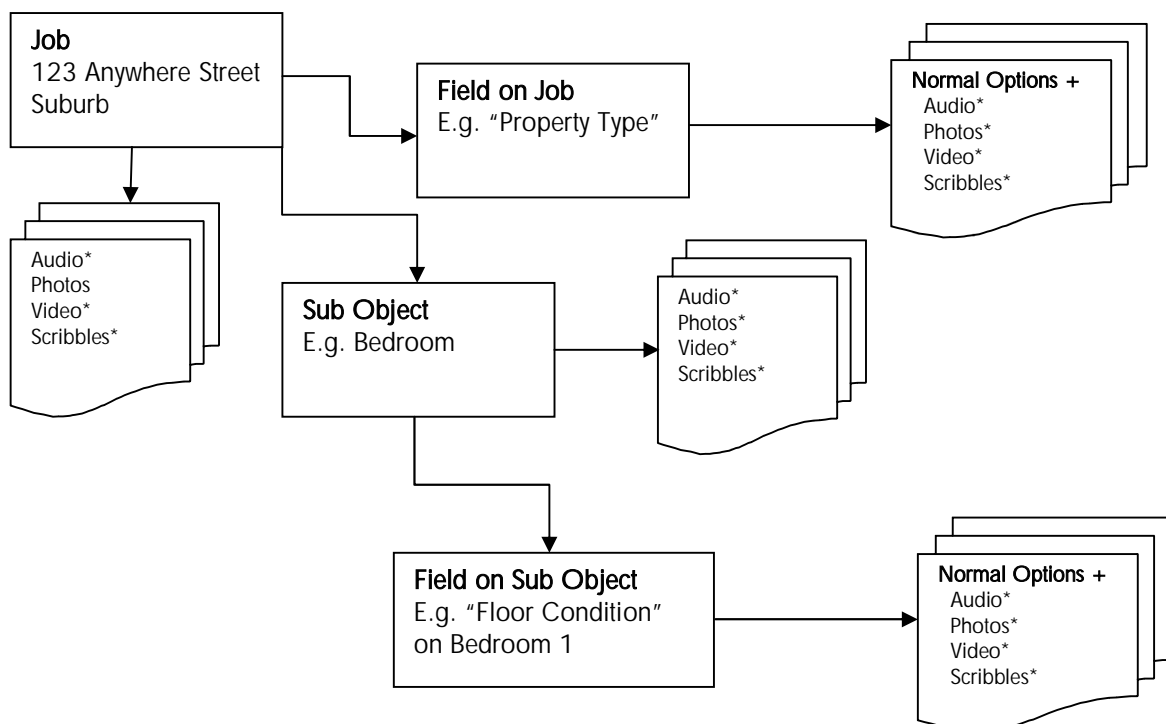 Job
123 Anywhere Street
Suburb
Field on Job
E.g. “Property Type”
Normal Options +
Audio*
Photos*
Video*
Scribbles*
Audio*
Photos
Video*
Scribbles*
Sub Object
E.g. Bedroom
Audio*
Photos*
Video*
Scribbles*
Field on Sub Object
E.g. “Floor Condition”
on Bedroom 1
Normal Options +
Audio*
Photos*
Video*
Scribbles*